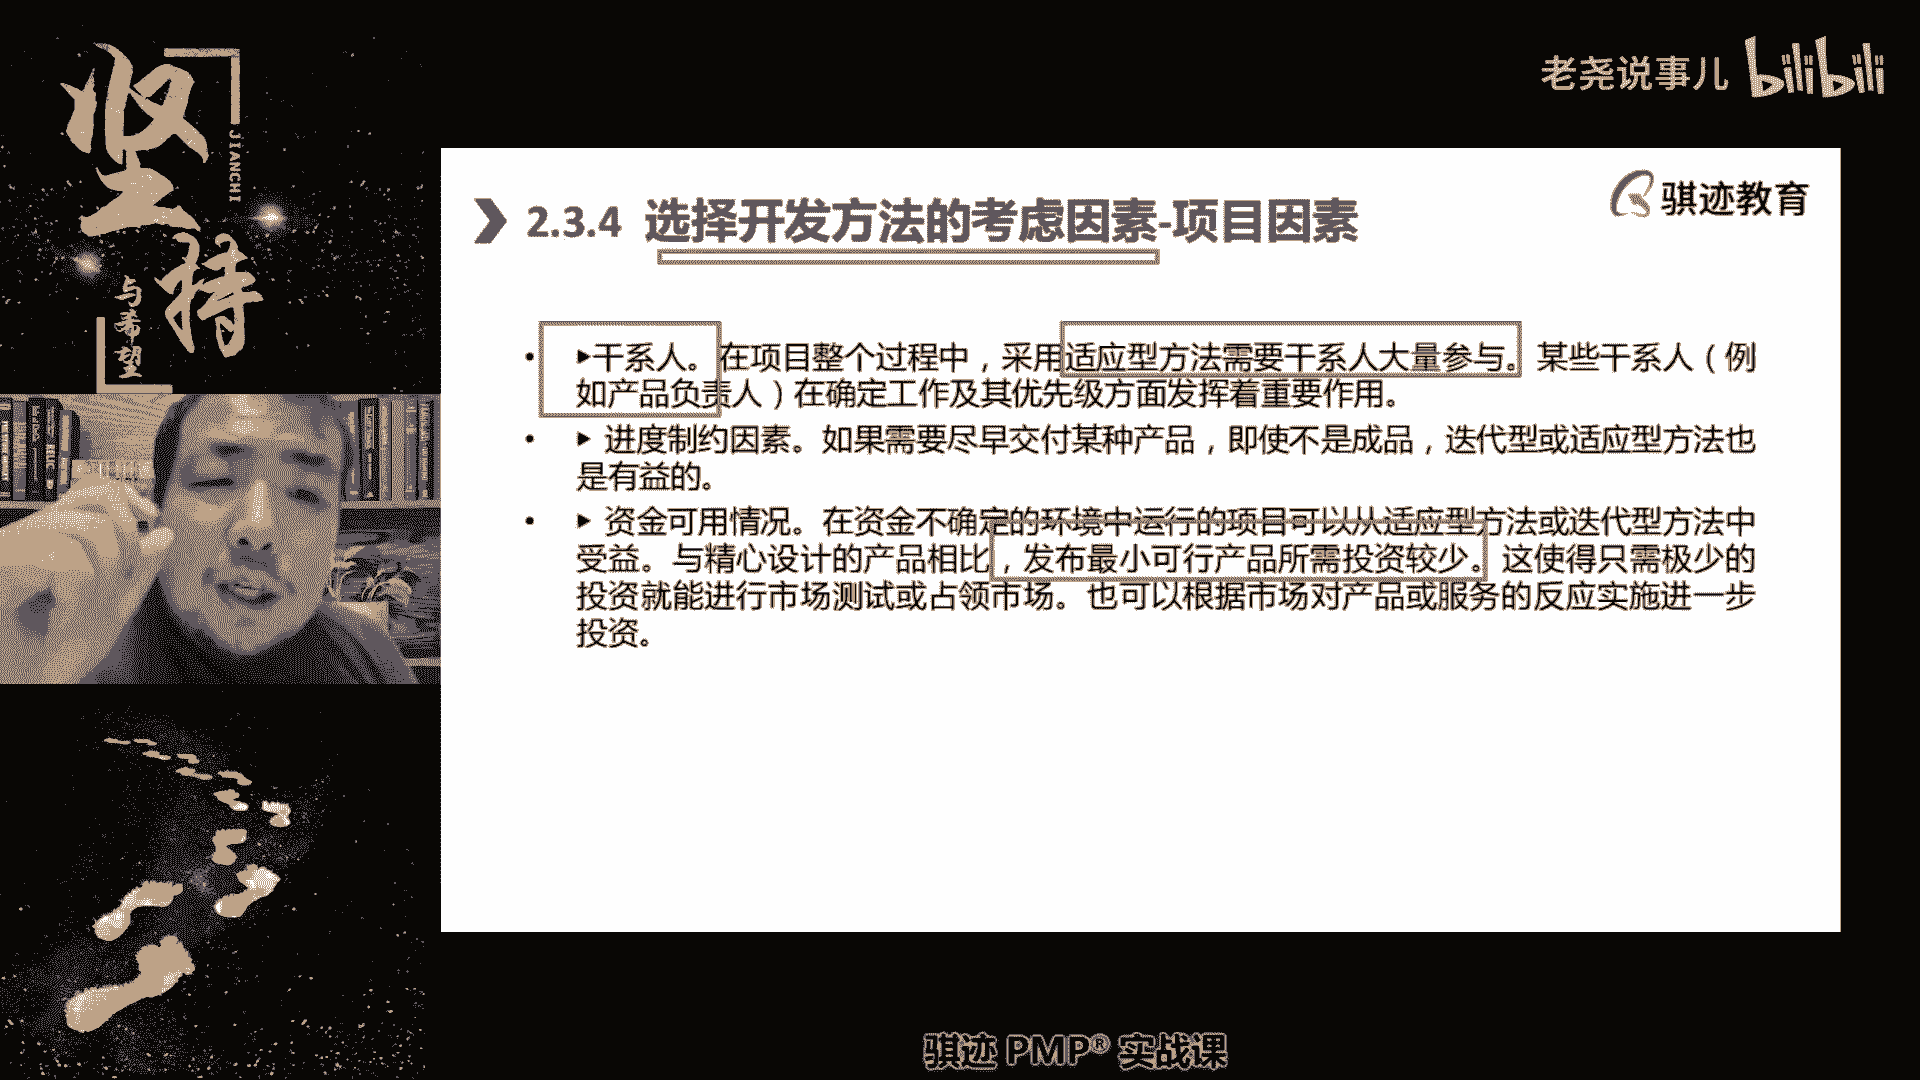 坚持
JIANCHI
与希望
老尧说事儿 bilibili
骐迹教育
2.3.4 选择开发方法的考虑因素-项目因素
• ▶干系人。在项目整个过程中，采用适应型方法需要干系人大量参与。某些干系人（例
如产品负责人）在确定工作及其优先级方面发挥着重要作用。
• ▶ 进度制约因素。如果需要尽早交付某种产品，即使不是成品，迭代型或适应型方法也
是有益的。
• ▶ 资金可用情况。在资金不确定的环境中运行的项目可以从适应型方法或迭代型方法中
受益。与精心设计的产品相比，发布最小可行产品所需投资较少。这使得只需极少的
投资就能进行市场测试或占领市场。也可以根据市场对产品或服务的反应实施进一步
投资。
骐迹 PMP® 实战课